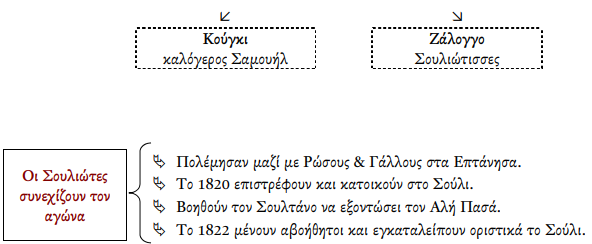 Κούγκι
καλόγερος Σαμουήλ
Ζάλογγο
Σουλιώτισσες
Οι Σουλιώτες
συνεχίζουν τον
αγώνα
Πολέμησαν μαζί με Ρώσους & Γάλλους στα Επτάνησα.
Το 1820 επιστρέφουν και κατοικούν στο Σούλι.
Βοηθούν τον Σουλτάνο να εξοντώσει τον Αλή Πασά.
Το 1822 μένουν αβοήθητοι και εγκαταλείπουν οριστικά το Σούλι.